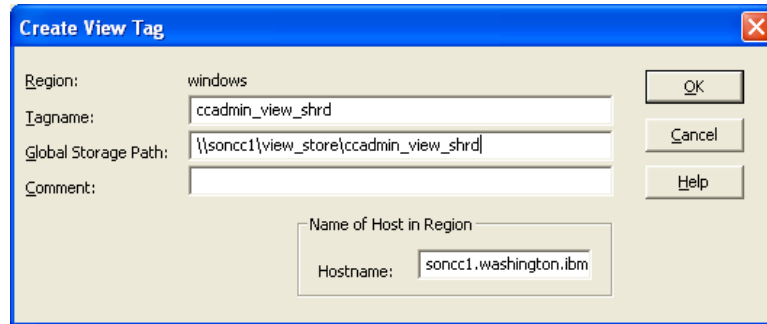 Create View Tag
Region: windows
Tagname: ccadmin_view_shrd
Global Storage Path: \\soncc1\view_store\ccadmin_view_shrd
Comment:
OK
Cancel
Help
Name of Host in Region
Hostname: soncc1.washington.ibm